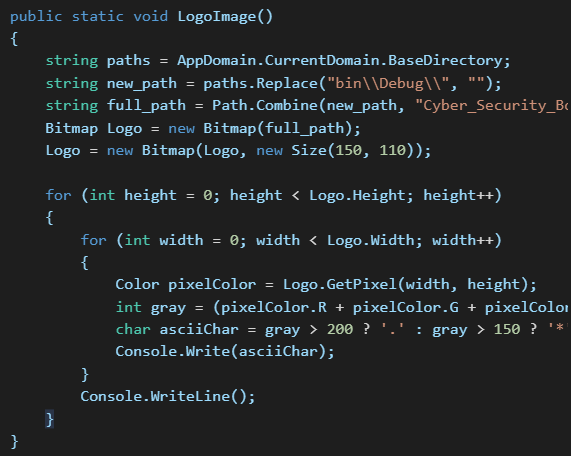 public static void LogoImage()
{
    string paths = AppDomain.CurrentDomain.BaseDirectory;
    string new_path = paths.Replace("bin\\Debug\\", "");
    string full_path = Path.Combine(new_path, "Cyber_Security_Bo
    Bitmap Logo = new Bitmap(full_path);
    Logo = new Bitmap(Logo, new Size(150, 110));

    for (int height = 0; height < Logo.Height; height++)
    {
        for (int width = 0; width < Logo.Width; width++)
        {
            Color pixelColor = Logo.GetPixel(width, height);
            int gray = (pixelColor.R + pixelColor.G + pixelColor
            char asciiChar = gray > 200 ? '.' : gray > 150 ? '*'
            Console.Write(asciiChar);
        }
        Console.WriteLine();
    }
}